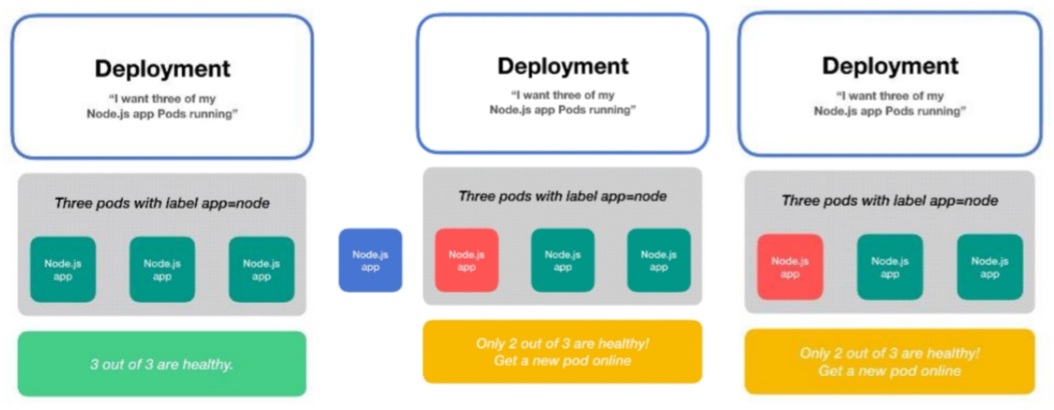 Deployment
“I want three of my
Node.js app Pods running”
Three pods with label app=node
Node.js
app
Node.js
app
Node.js
app
3 out of 3 are healthy.
Node.js
app
Deployment
“I want three of my
Node.js app Pods running”
Three pods with label app=node
Node.js
app
Node.js
app
Node.js
app
Only 2 out of 3 are healthy!
Get a new pod online
Deployment
“I want three of my
Node.js app Pods running”
Three pods with label app=node
Node.js
app
Node.js
app
Node.js
app
Only 2 out of 3 are healthy!
Get a new pod online